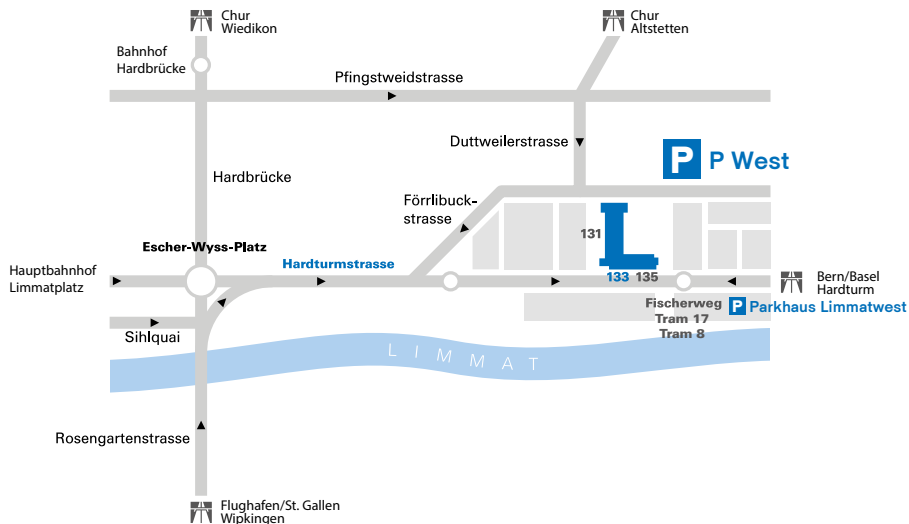 Chur
Wiedikon
Chur
Altstetten
Bahnhof
Hardbrücke
Pfingstweidstrasse
Duttweilerstrasse
P P West
Hardbrücke
Förrlibuck-
strasse
131
Escher-Wyss-Platz
Hauptbahnhof
Limmatplatz
Hardturmstrasse
133 135
Bern/Basel
Hardturm
Fischerweg
Tram 17
Tram 8
P Parkhaus Limmatwest
Sihlquai
LIMMAT
Rosengartenstrasse
Flughafen/St. Gallen
Wipkingen